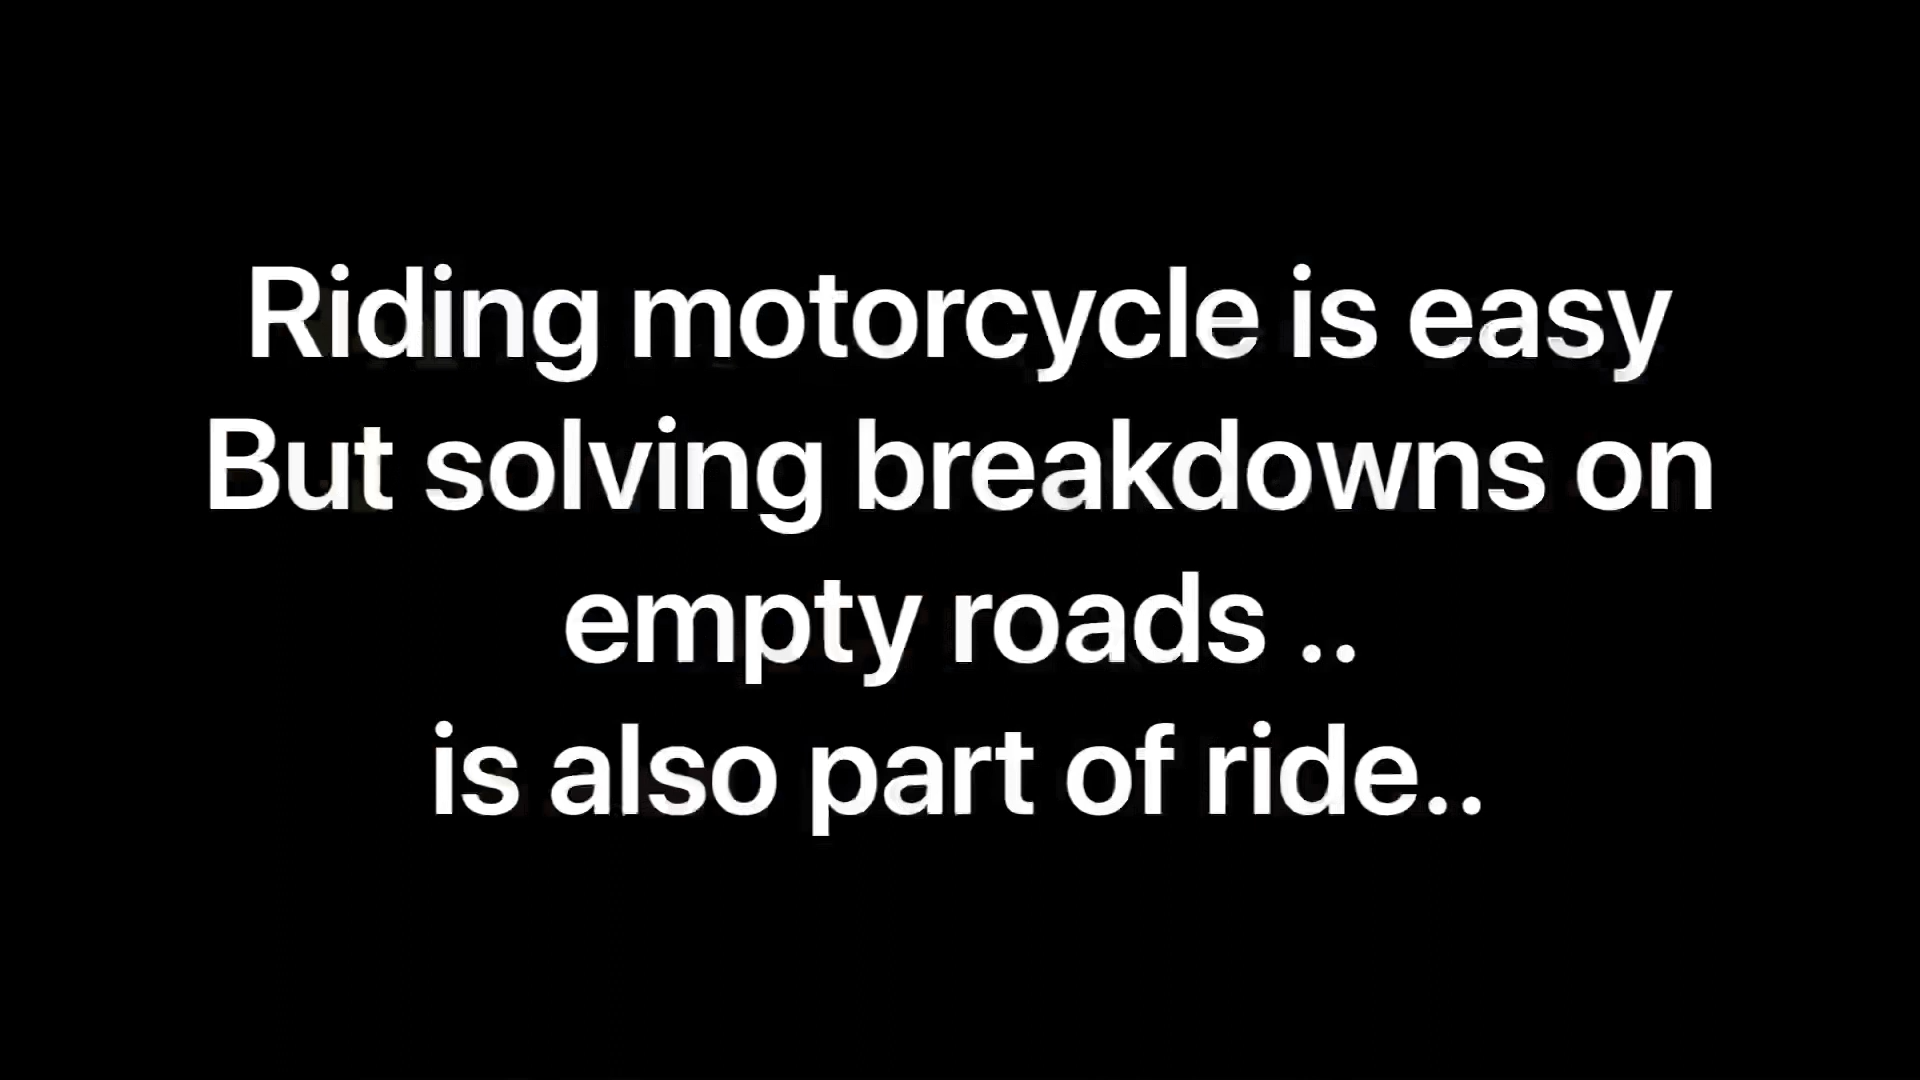 Riding motorcycle is easy
But solving breakdowns on
empty roads ..
is also part of ride..